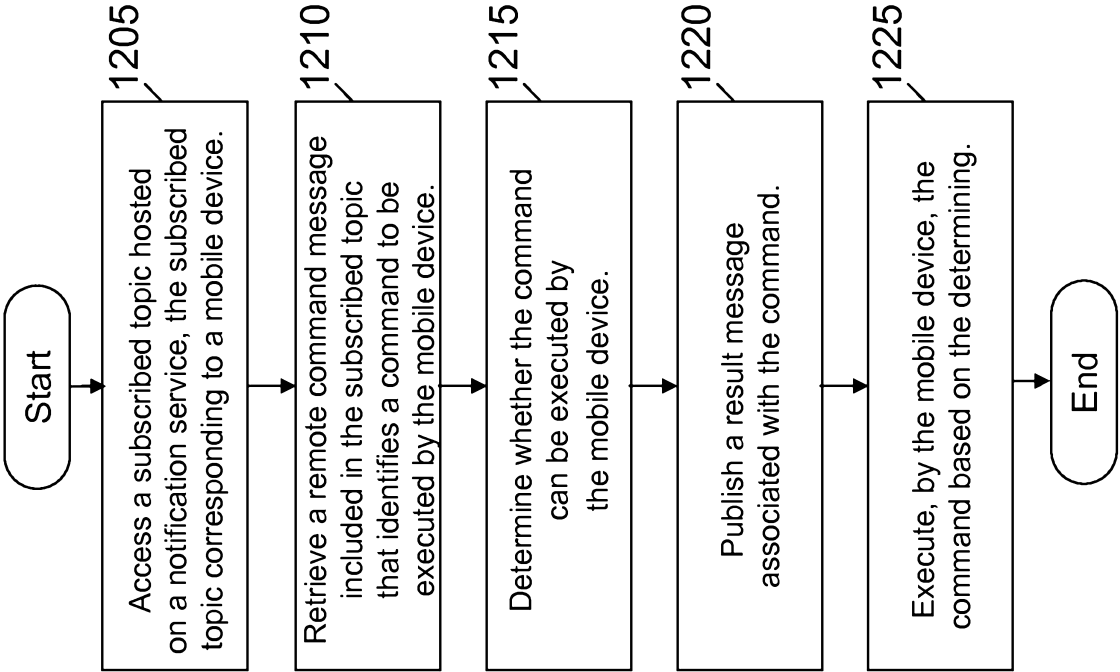 Start
1205
Access a subscribed topic hosted
on a notification service, the subscribed
topic corresponding to a mobile device.
1210
Retrieve a remote command message
included in the subscribed topic
that identifies a command to be
executed by the mobile device.
1215
Determine whether the command
can be executed by
the mobile device.
1220
Publish a result message
associated with the command.
1225
Execute, by the mobile device, the
command based on the determining.
End